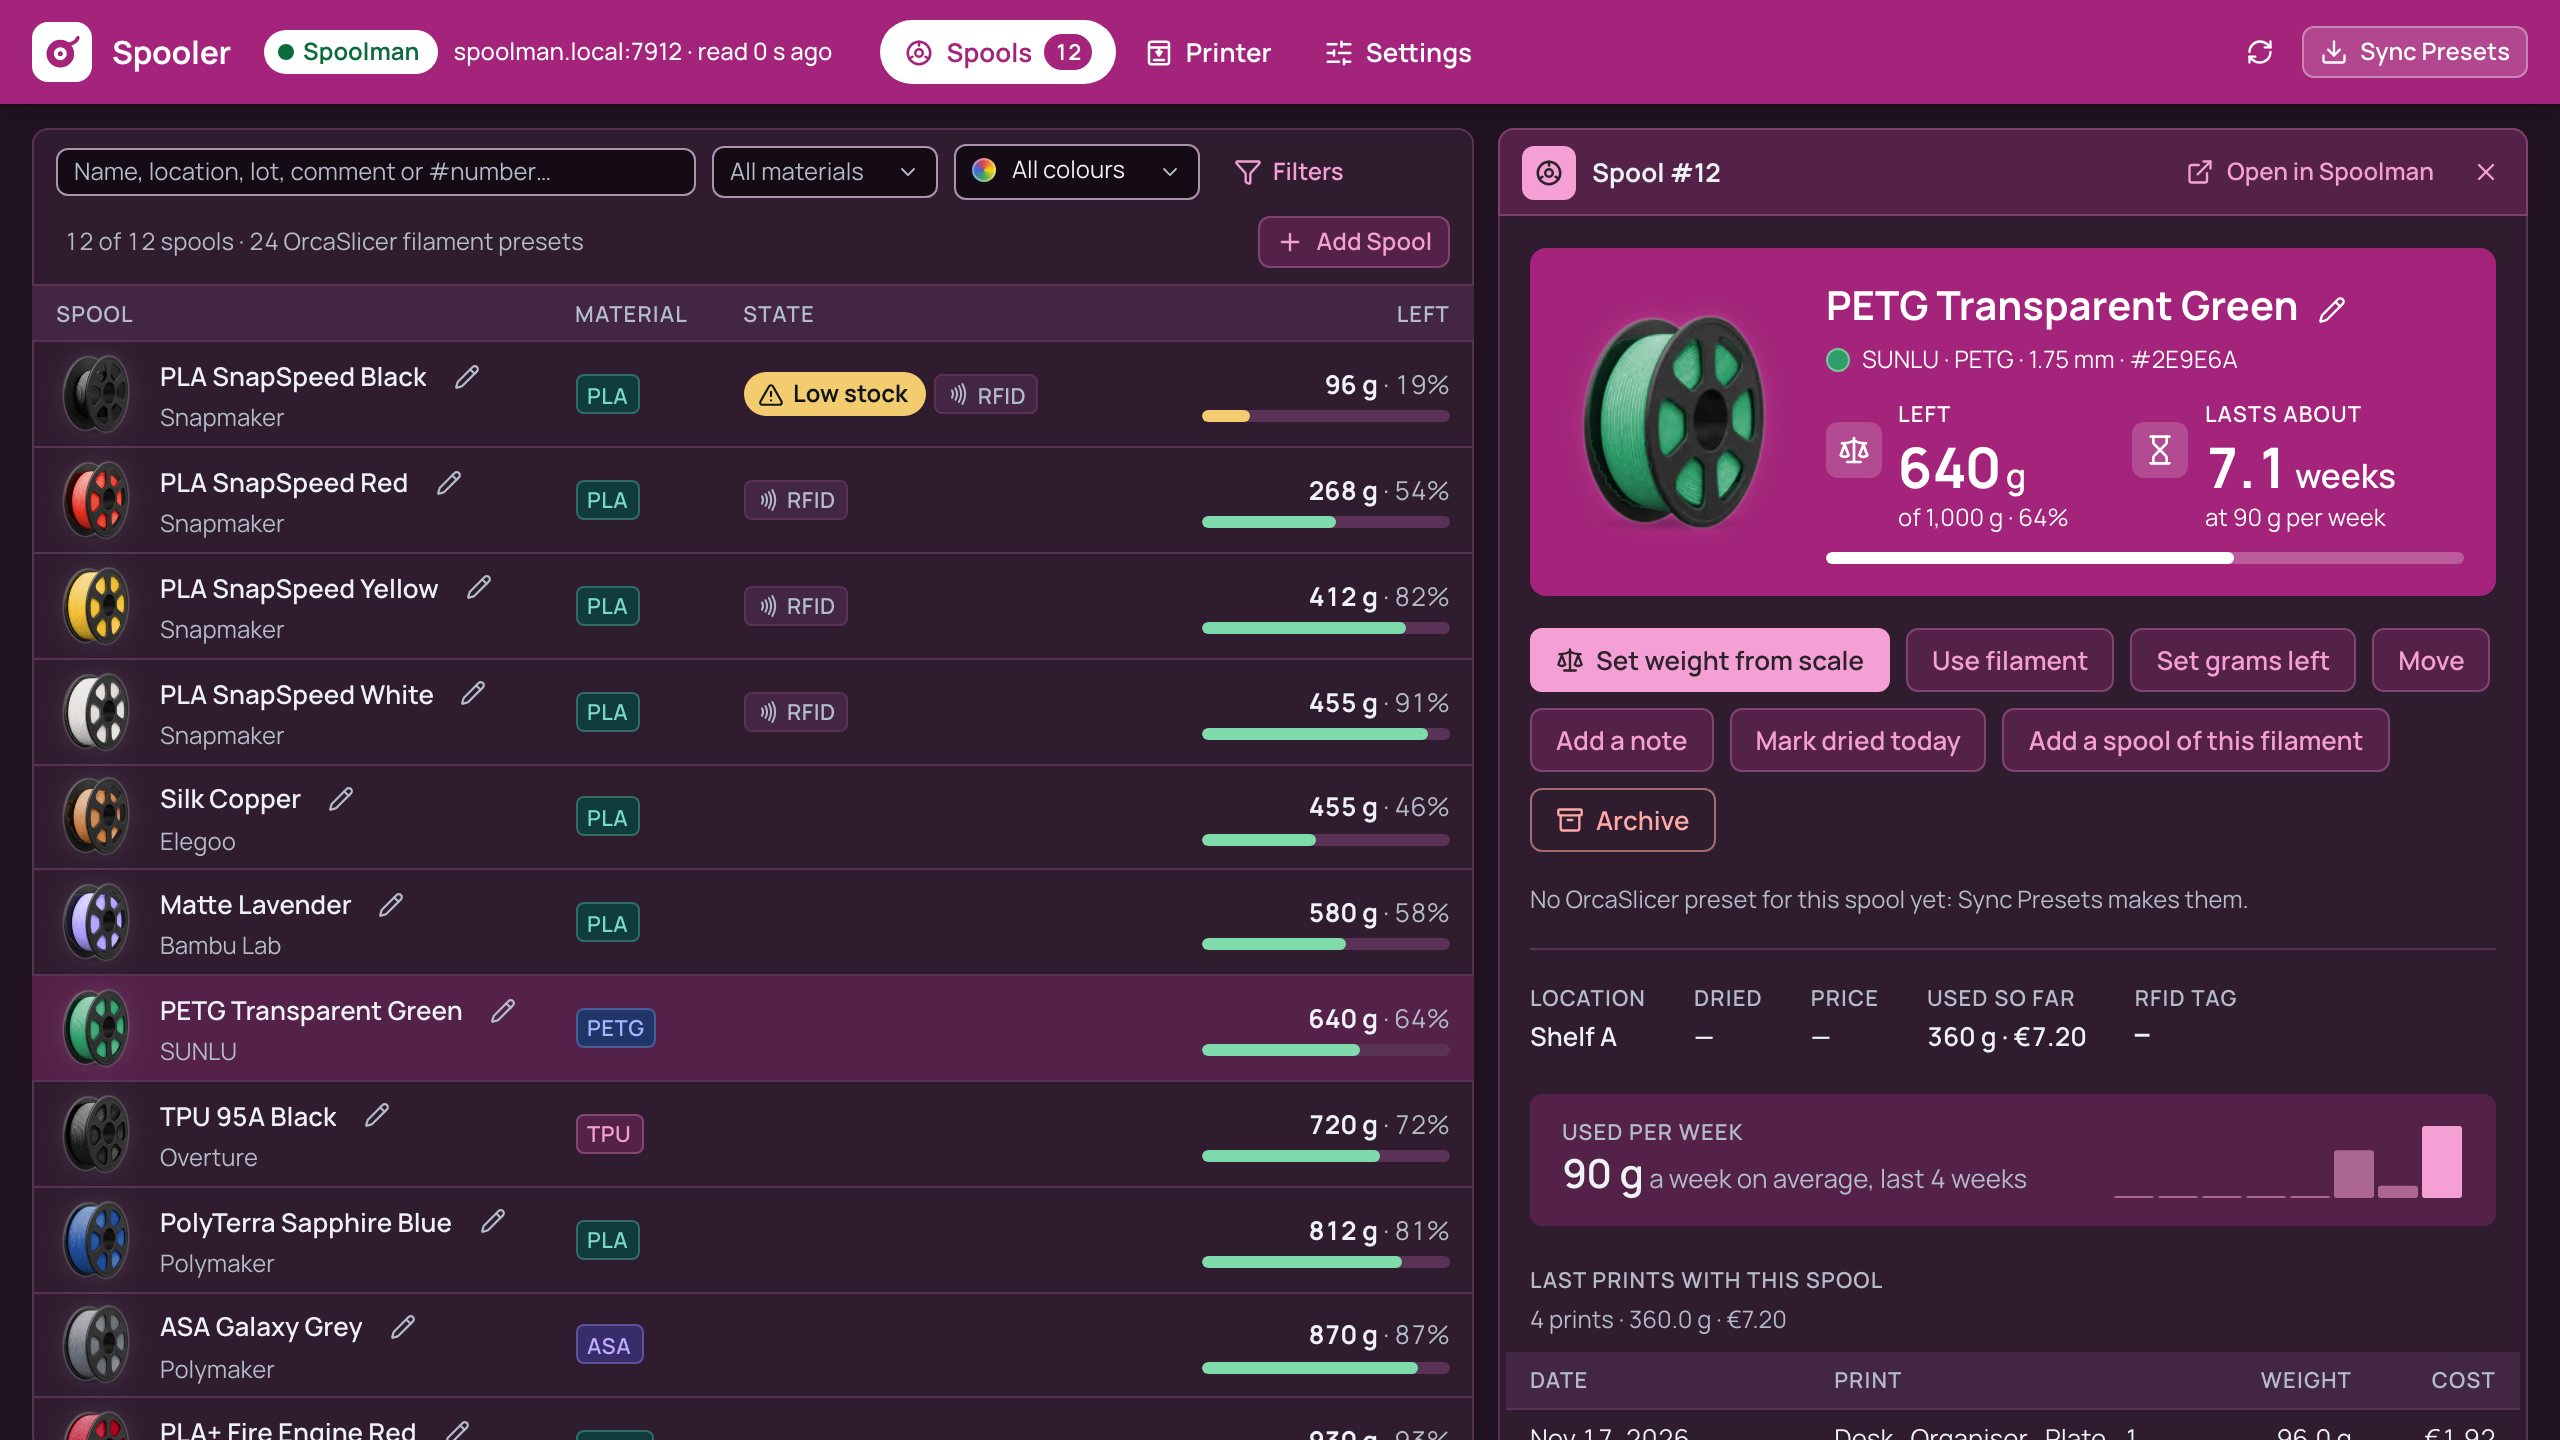 Spooler
Spoolman
spoolman.local:7912 · read 0 s ago
Spools 12
Printer
Settings
Sync Presets
Name, location, lot, comment or #number...
All materials
All colours
Filters
12 of 12 spools · 24 OrcaSlicer filament presets
Add Spool
SPOOL MATERIAL STATE LEFT
PLA SnapSpeed Black
Snapmaker
PLA
Low stock
RFID
96 g · 19%
PLA SnapSpeed Red
Snapmaker
PLA
RFID
268 g · 54%
PLA SnapSpeed Yellow
Snapmaker
PLA
RFID
412 g · 82%
PLA SnapSpeed White
Snapmaker
PLA
RFID
455 g · 91%
Silk Copper
Elegoo
PLA
455 g · 46%
Matte Lavender
Bambu Lab
PLA
580 g · 58%
PETG Transparent Green
SUNLU
PETG
640 g · 64%
TPU 95A Black
Overture
TPU
720 g · 72%
PolyTerra Sapphire Blue
Polymaker
PLA
812 g · 81%
ASA Galaxy Grey
Polymaker
ASA
870 g · 87%
PLA+ Fire Engine Red
930 g · 93%
Spool #12
Open in Spoolman
PETG Transparent Green
SUNLU · PETG · 1.75 mm · #2E9E6A
LEFT
640 g
of 1,000 g · 64%
LASTS ABOUT
7.1 weeks
at 90 g per week
Set weight from scale
Use filament
Set grams left
Move
Add a note
Mark dried today
Add a spool of this filament
Archive
No OrcaSlicer preset for this spool yet: Sync Presets makes them.
LOCATION DRIED PRICE USED SO FAR RFID TAG
Shelf A – – 360 g · €7.20 –
USED PER WEEK
90 g a week on average, last 4 weeks
LAST PRINTS WITH THIS SPOOL
4 prints · 360.0 g · €7.20
DATE PRINT WEIGHT COST
Nov 17, 2026 Desk_Organiser_Plate_1 96.0 g €1.92